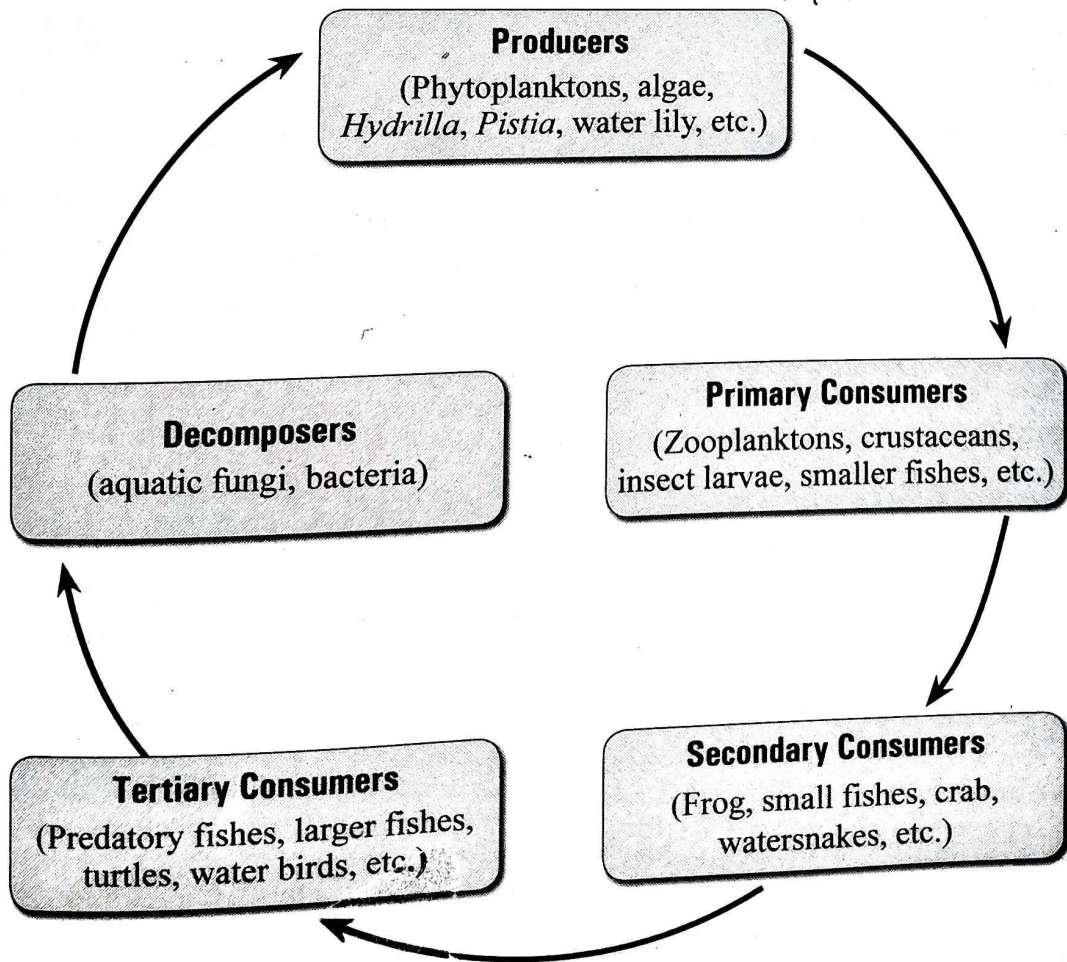 Producers
(Phytoplanktons, algae,
Hydrilla, Pistia, water lily, etc.)
Primary Consumers
(Zooplanktons, crustaceans,
insect larvae, smaller fishes, etc.)
Secondary Consumers
(Frog, small fishes, crab,
watersnakes, etc.)
Tertiary Consumers
(Predatory fishes, larger fishes,
turtles, water birds, etc.)
Decomposers
(aquatic fungi, bacteria)